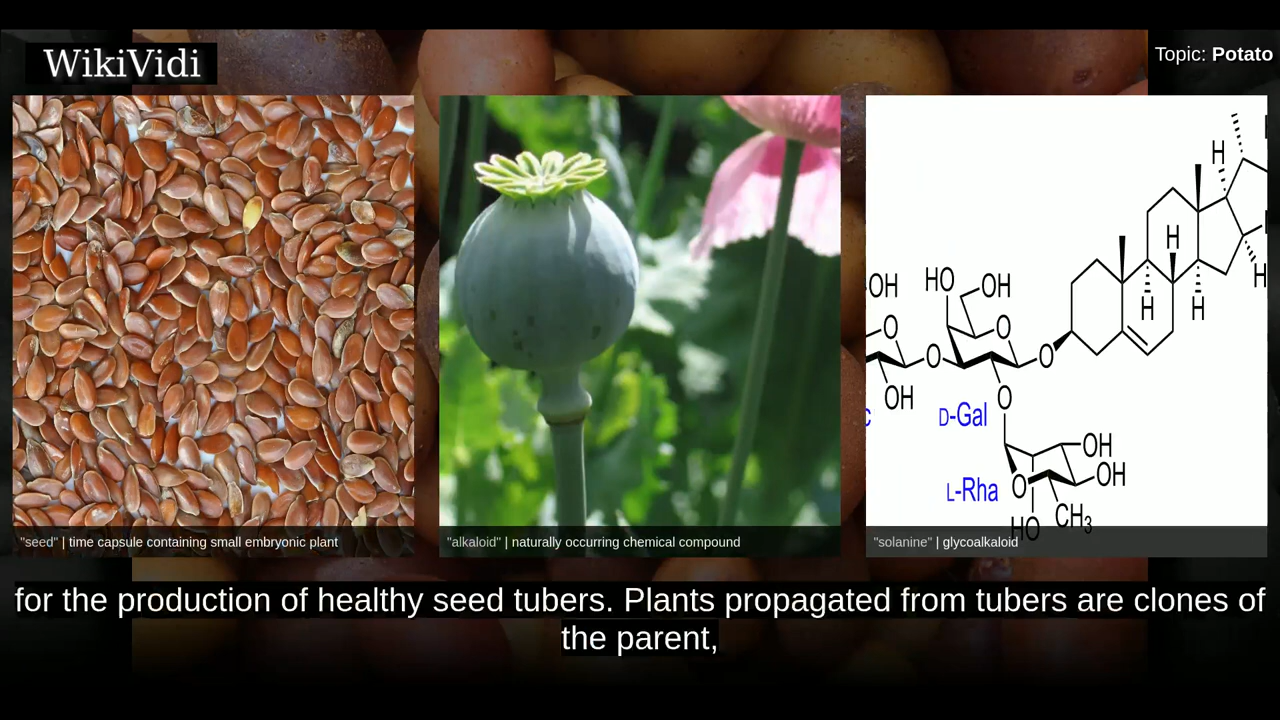 WikiVidi
Topic: Potato
OH
HO
OH
O
O
O
OH
O
D-Gal
L-Rha
O
OH
OH
HO
CH3
H
H
H
H
H
"seed" | time capsule containing small embryonic plant
"alkaloid" | naturally occurring chemical compound
"solanine" | glycoalkaloid
for the production of healthy seed tubers. Plants propagated from tubers are clones of
the parent,